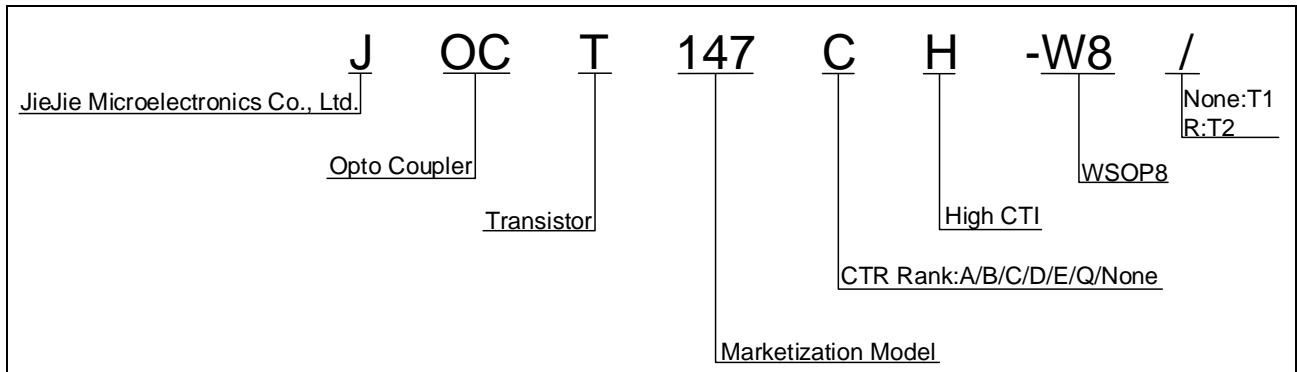 J OC T 147 C H -W8 /
JieJie Microelectronics Co., Ltd.
None:T1
R:T2
Opto Coupler
WSOP8
Transistor
High CTI
CTR Rank:A/B/C/D/E/Q/None
Marketization Model